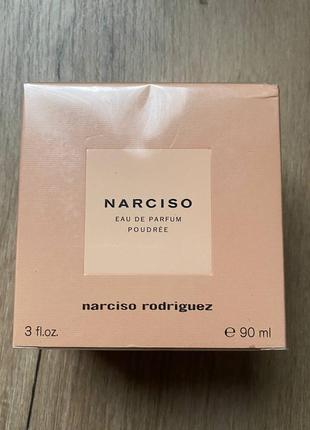 NARCISO
EAU DE PARFUM
POUDRÉE
narciso rodriguez
3 fl.oz. ℮ 90 ml